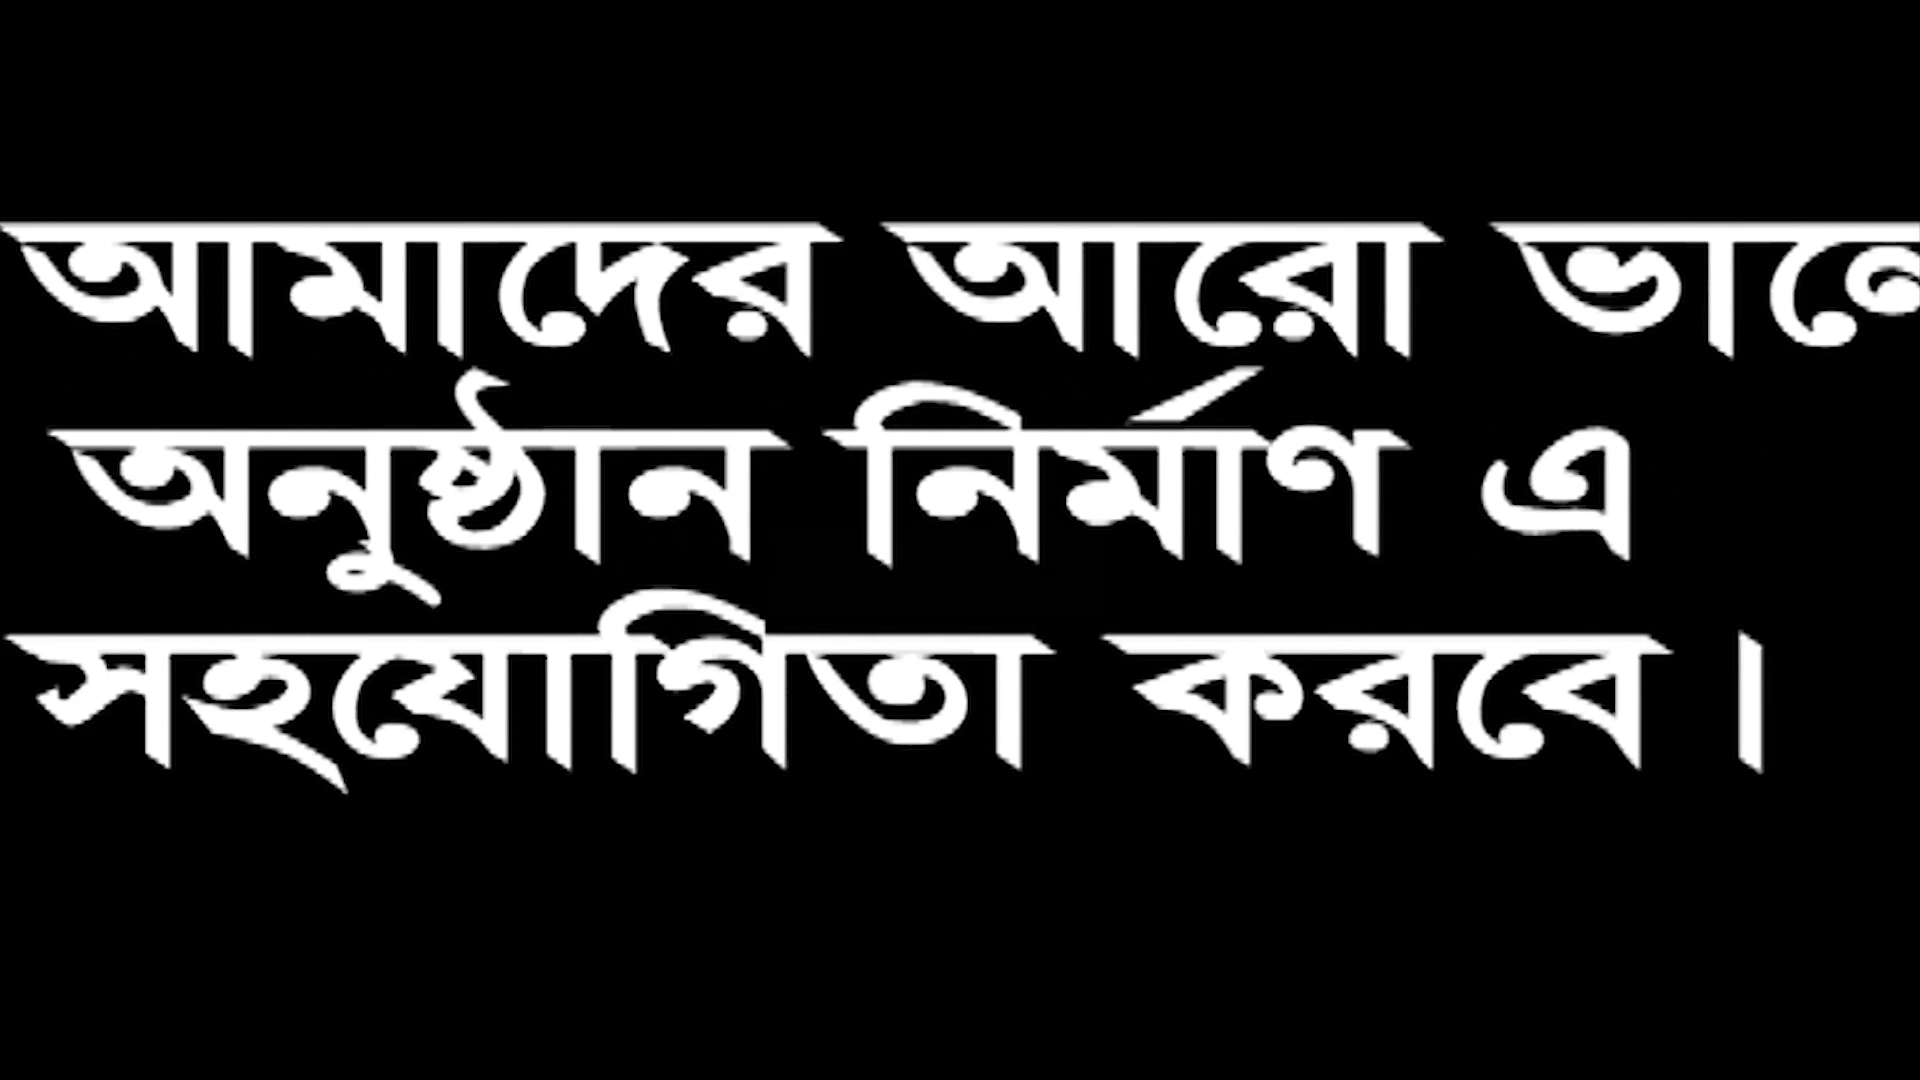 আমাদের আরো
অনুষ্ঠান নির্মাণ এ
সহযোগিতা করবে ।